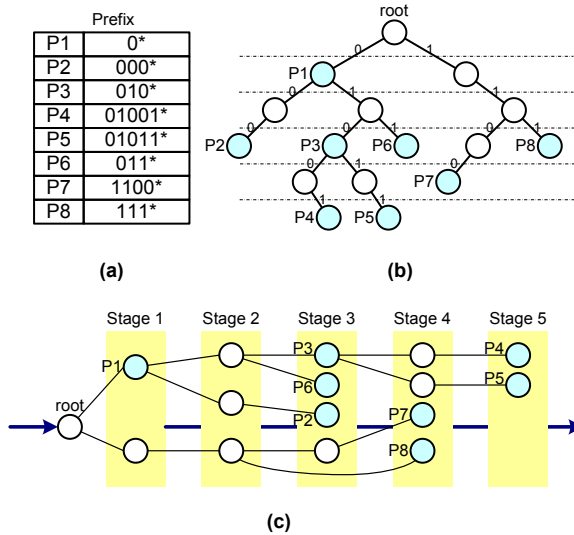 Prefix
P1 0*
P2 000*
P3 010*
P4 01001*
P5 01011*
P6 011*
P7 1100*
P8 111*
(a)
root
0 1
P1
0 1 1
0 0 1 0 1
P2 P3 P6 P8
0 1 0
P7
1 1
P4 P5
(b)
Stage 1 Stage 2 Stage 3 Stage 4 Stage 5
P3 P4
P1
P6 P5
root
P2 P7
P8
(c)